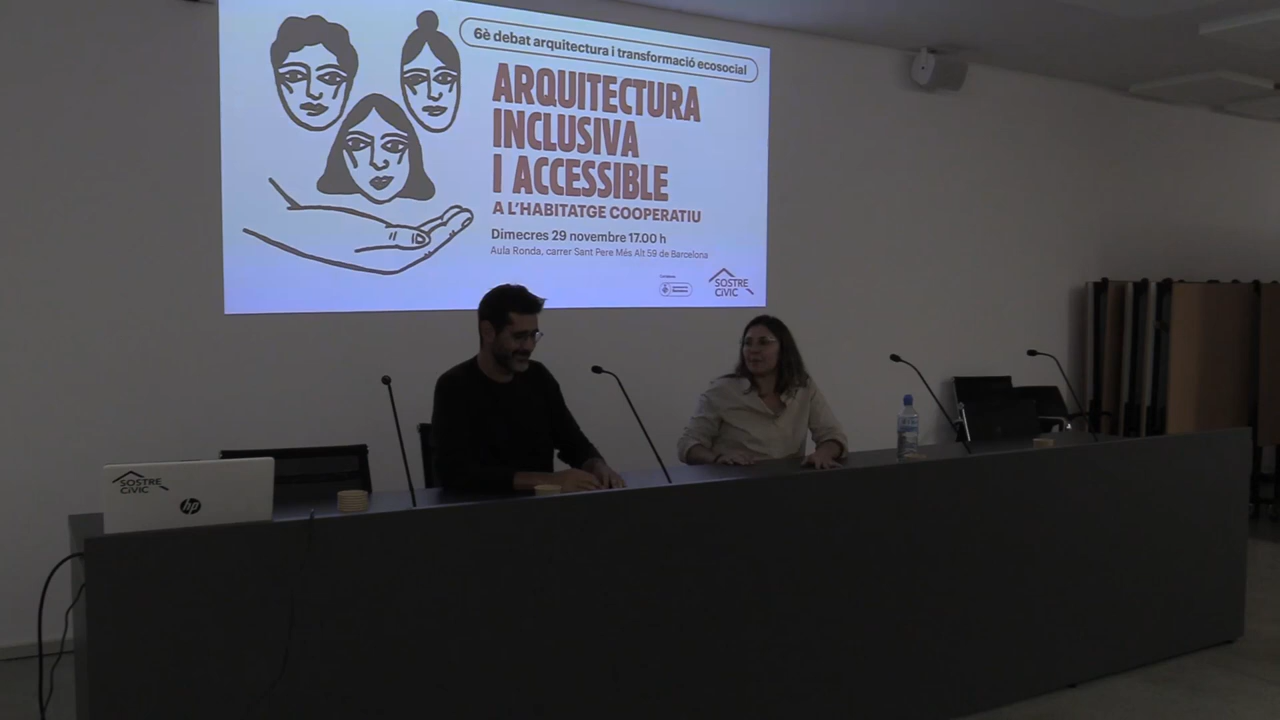 6è debat arquitectura i transformació ecosocial
ARQUITECTURA
INCLUSIVA
I ACCESSIBLE
A L'HABITATGE COOPERATIU
Dimecres 29 novembre 17.00 h
Aula Ronda, carrer Sant Pere Més Alt 59 de Barcelona
SOSTRE
CÍVIC
SOSTRE
CÍVIC
hp